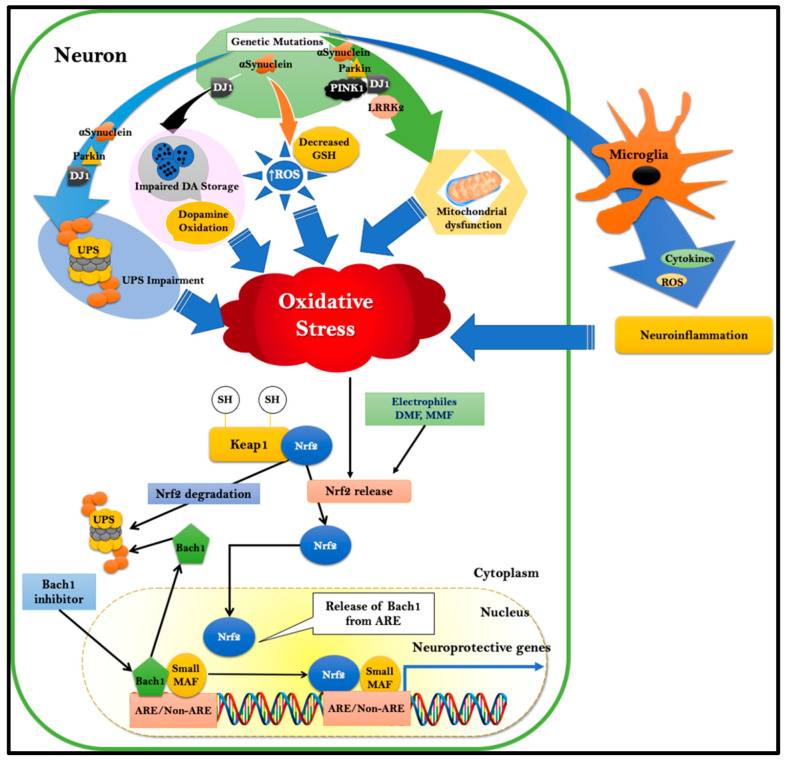 Neuron
Genetic Mutations
αSynuclein
αSynuclein
Parkin
DJ1
PINK1
DJ1
LRRK2
αSynuclein
Parkin
DJ1
Impaired DA Storage
Dopamine
Oxidation
↑ROS
Decreased
GSH
Mitochondrial
dysfunction
Microglia
Cytokines
ROS
Neuroinflammation
UPS
UPS Impairment
Oxidative
Stress
SH
SH
Keap1
Nrf2
Electrophiles
DMF, MMF
Nrf2 degradation
Nrf2 release
UPS
Bach1
Nrf2
Cytoplasm
Bach1
inhibitor
Nucleus
Release of Bach1
from ARE
Nrf2
Neuroprotective genes
Bach1
Small
MAF
Nrf2
Small
MAF
ARE/Non-ARE
ARE/Non-ARE